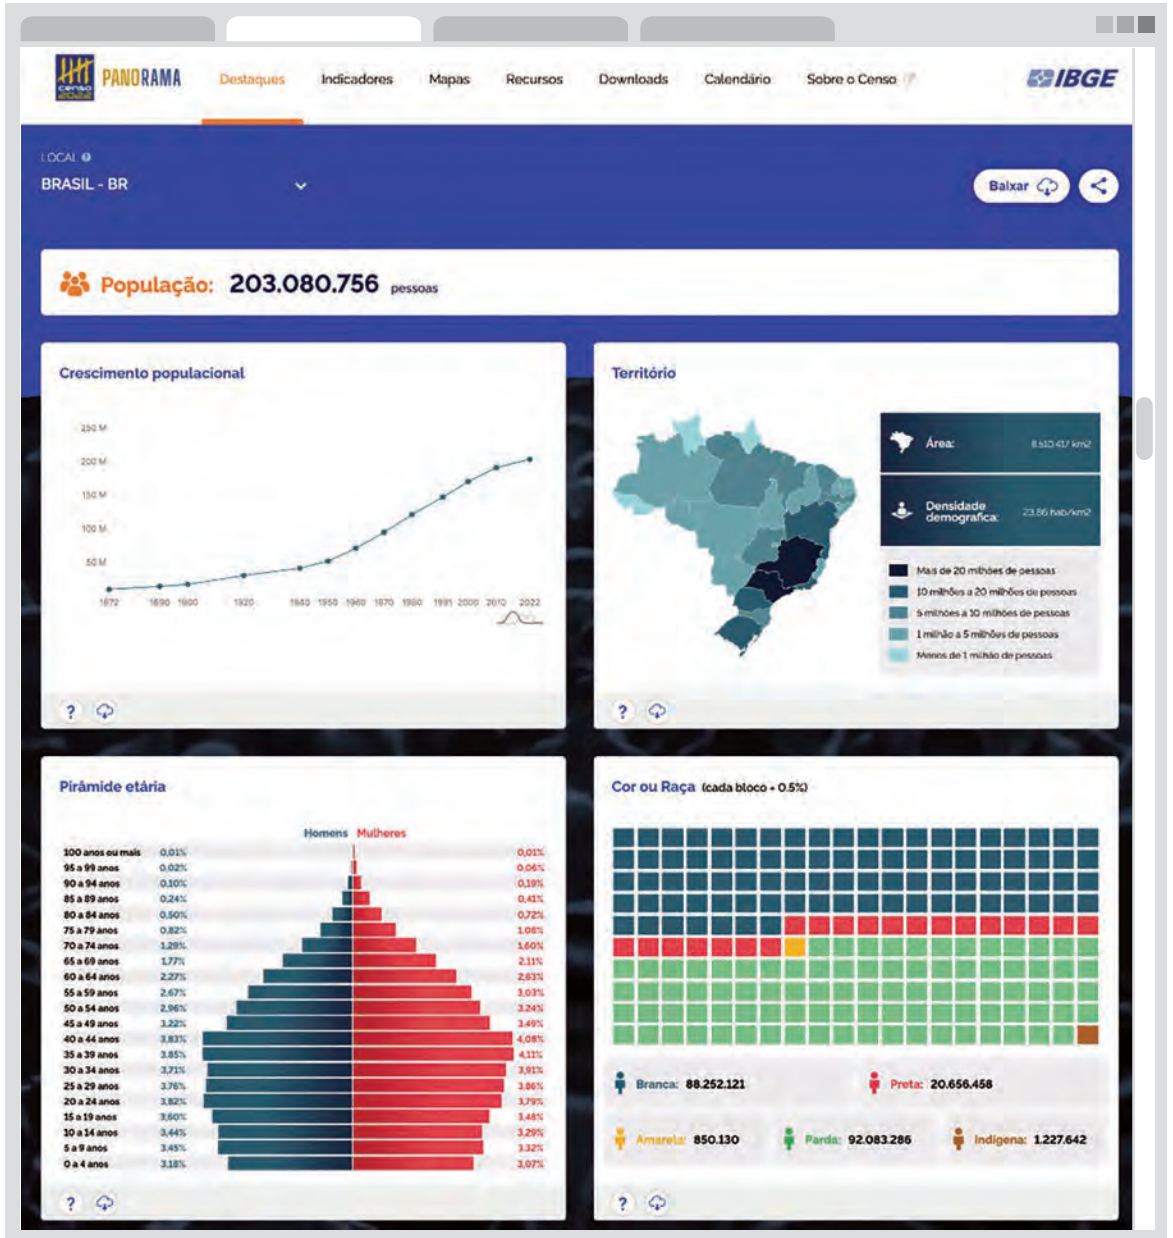 censo 2022 PANORAMA Destaques Indicadores Mapas Recursos Downloads Calendário Sobre o Censo IBGE
LOCAL
BRASIL - BR
Baixar
População: 203.080.756 pessoas
Crescimento populacional
250 M
200 M
150 M
100 M
50 M
1872 1890 1900 1920 1940 1950 1960 1970 1980 1991 2000 2010 2022
?
Território
Área: 8.510.417 km2
Densidade demográfica: 23,86 hab/km2
Mais de 20 milhões de pessoas
10 milhões a 20 milhões de pessoas
5 milhões a 10 milhões de pessoas
1 milhão a 5 milhões de pessoas
Menos de 1 milhão de pessoas
?
Pirâmide etária
Homens Mulheres
100 anos ou mais 0,01% 0,01%
95 a 99 anos 0,02% 0,06%
90 a 94 anos 0,10% 0,19%
85 a 89 anos 0,24% 0,41%
80 a 84 anos 0,50% 0,72%
75 a 79 anos 0,82% 1,08%
70 a 74 anos 1,29% 1,60%
65 a 69 anos 1,77% 2,11%
60 a 64 anos 2,27% 2,63%
55 a 59 anos 2,67% 3,03%
50 a 54 anos 2,96% 3,24%
45 a 49 anos 3,22% 3,49%
40 a 44 anos 3,83% 4,08%
35 a 39 anos 3,85% 4,11%
30 a 34 anos 3,71% 3,91%
25 a 29 anos 3,76% 3,86%
20 a 24 anos 3,82% 3,79%
15 a 19 anos 3,60% 3,48%
10 a 14 anos 3,44% 3,29%
5 a 9 anos 3,45% 3,32%
0 a 4 anos 3,18% 3,07%
?
Cor ou Raça (cada bloco = 0.5%)
Branca: 88.252.121 Preta: 20.656.458
Amarela: 850.130 Parda: 92.083.286 Indígena: 1.227.642
?